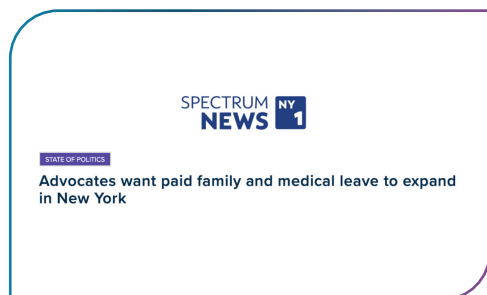 SPECTRUM
NEWS
NY
1
STATE OF POLITICS
Advocates want paid family and medical leave to expand
in New York